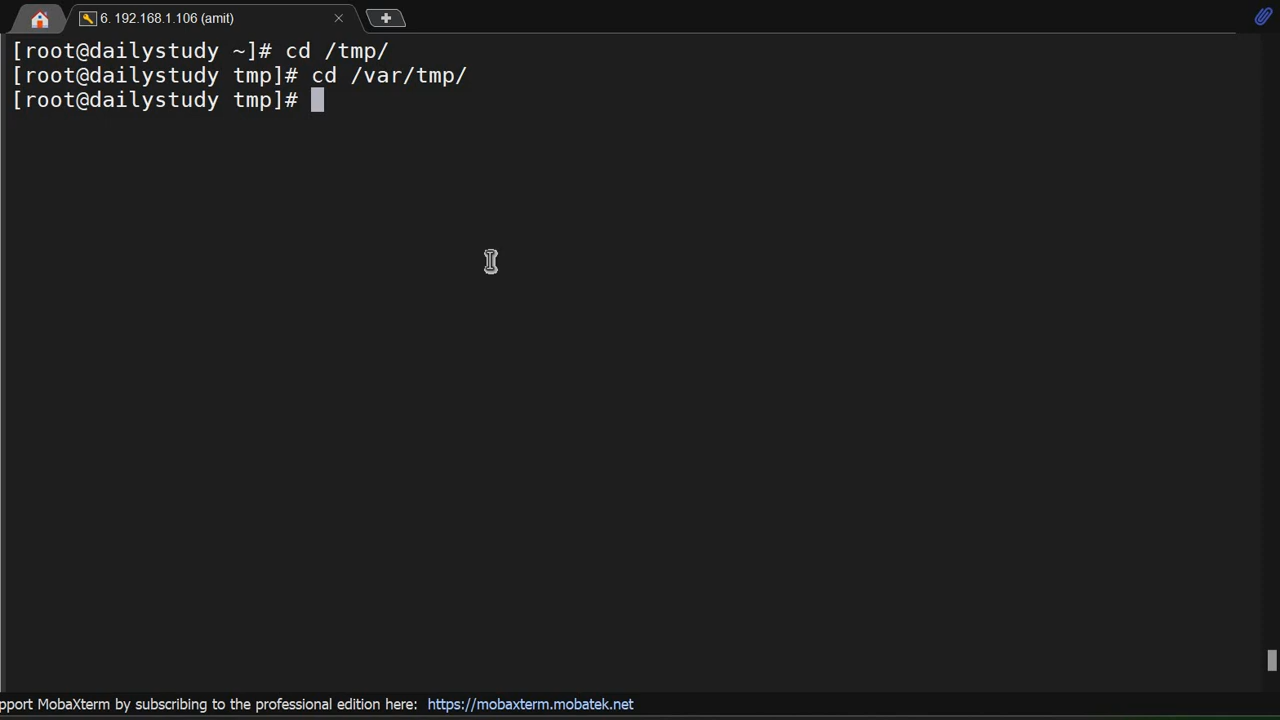 6. 192.168.1.106 (amit)
[root@dailystudy ~]# cd /tmp/
[root@dailystudy tmp]# cd /var/tmp/
[root@dailystudy tmp]#
pport MobaXterm by subscribing to the professional edition here: https://mobaxterm.mobatek.net